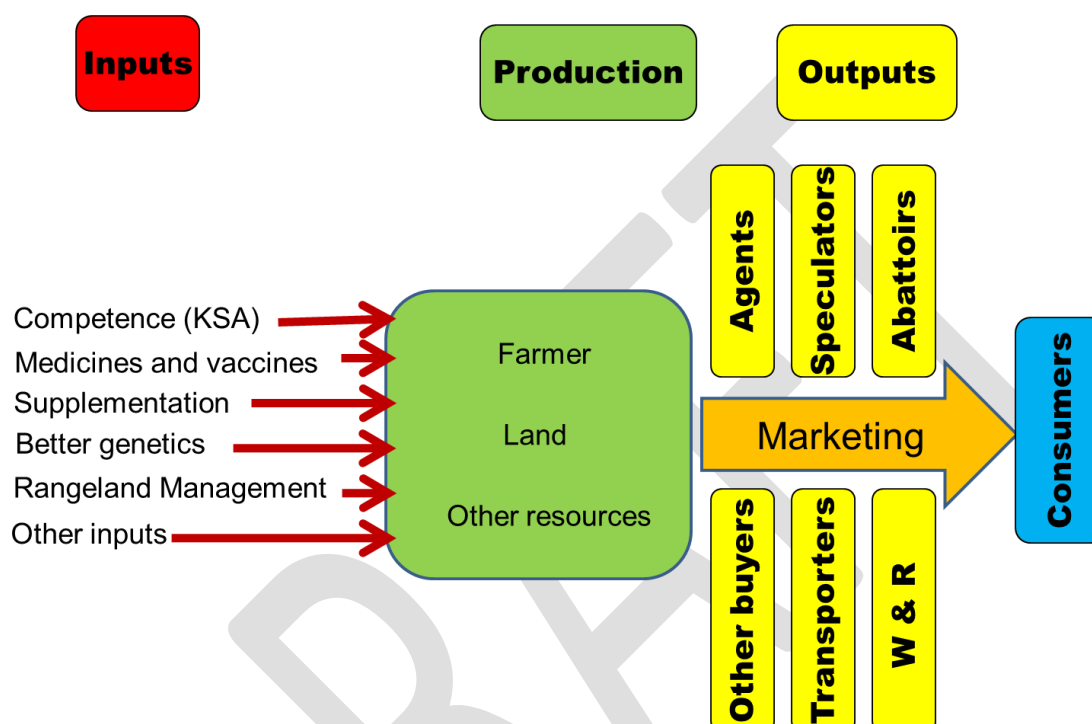 Inputs
Production
Outputs
Agents
Speculators
Abattoirs
Competence (KSA)
Medicines and vaccines
Supplementation
Better genetics
Rangeland Management
Other inputs
Farmer
Land
Other resources
Marketing
Consumers
Other buyers
Transporters
W & R
DRAFT